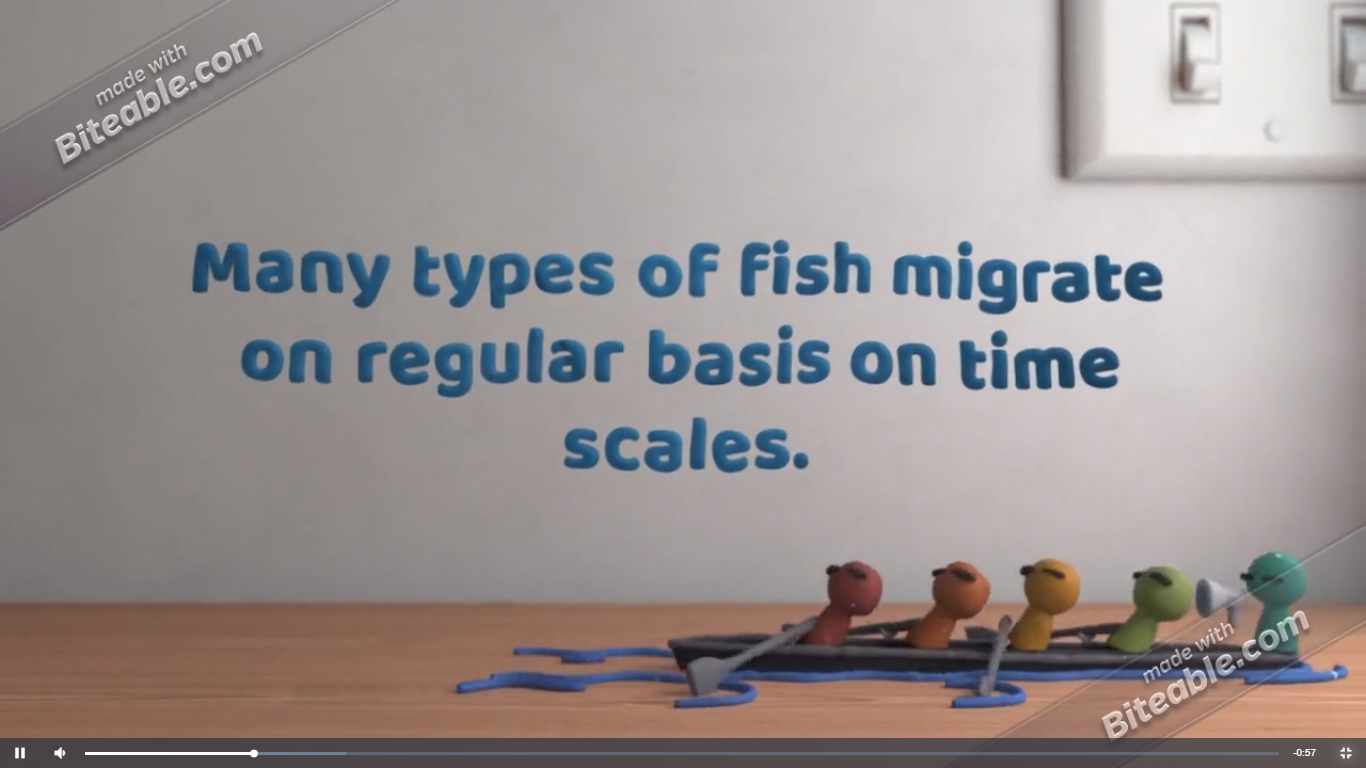 made with
Biteable.com
Many types of fish migrate
on regular basis on time
scales.
made with
Biteable.com
-0:57